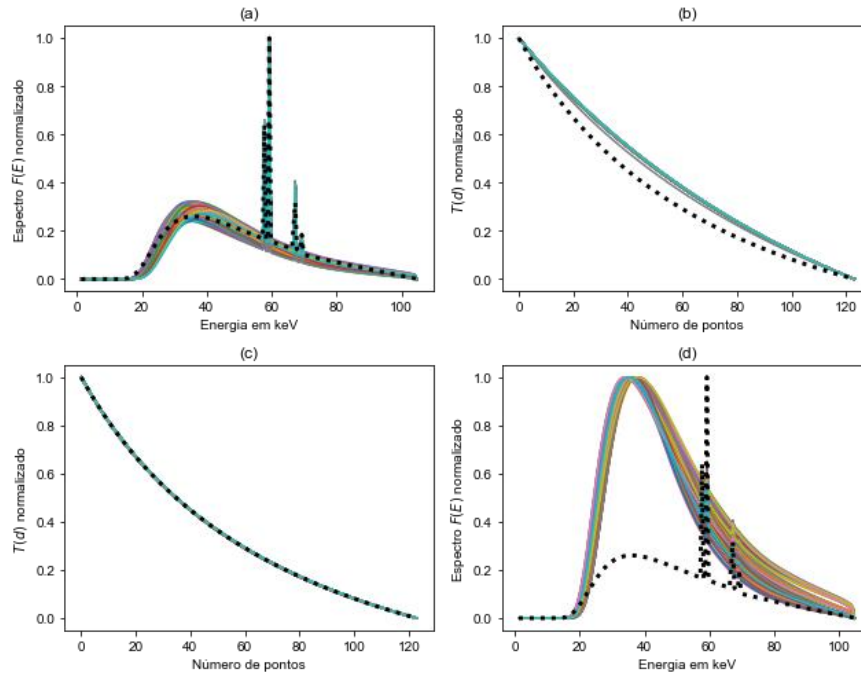 (a)
1.0
0.8
0.6
0.4
0.2
0.0
Espectro F(E) normalizado
0 20 40 60 80 100
Energia em keV
(b)
1.0
0.8
0.6
0.4
0.2
0.0
T(d) normalizado
0 20 40 60 80 100 120
Número de pontos
(c)
1.0
0.8
0.6
0.4
0.2
0.0
T(d) normalizado
0 20 40 60 80 100 120
Número de pontos
(d)
1.0
0.8
0.6
0.4
0.2
0.0
Espectro F(E) normalizado
0 20 40 60 80 100
Energia em keV